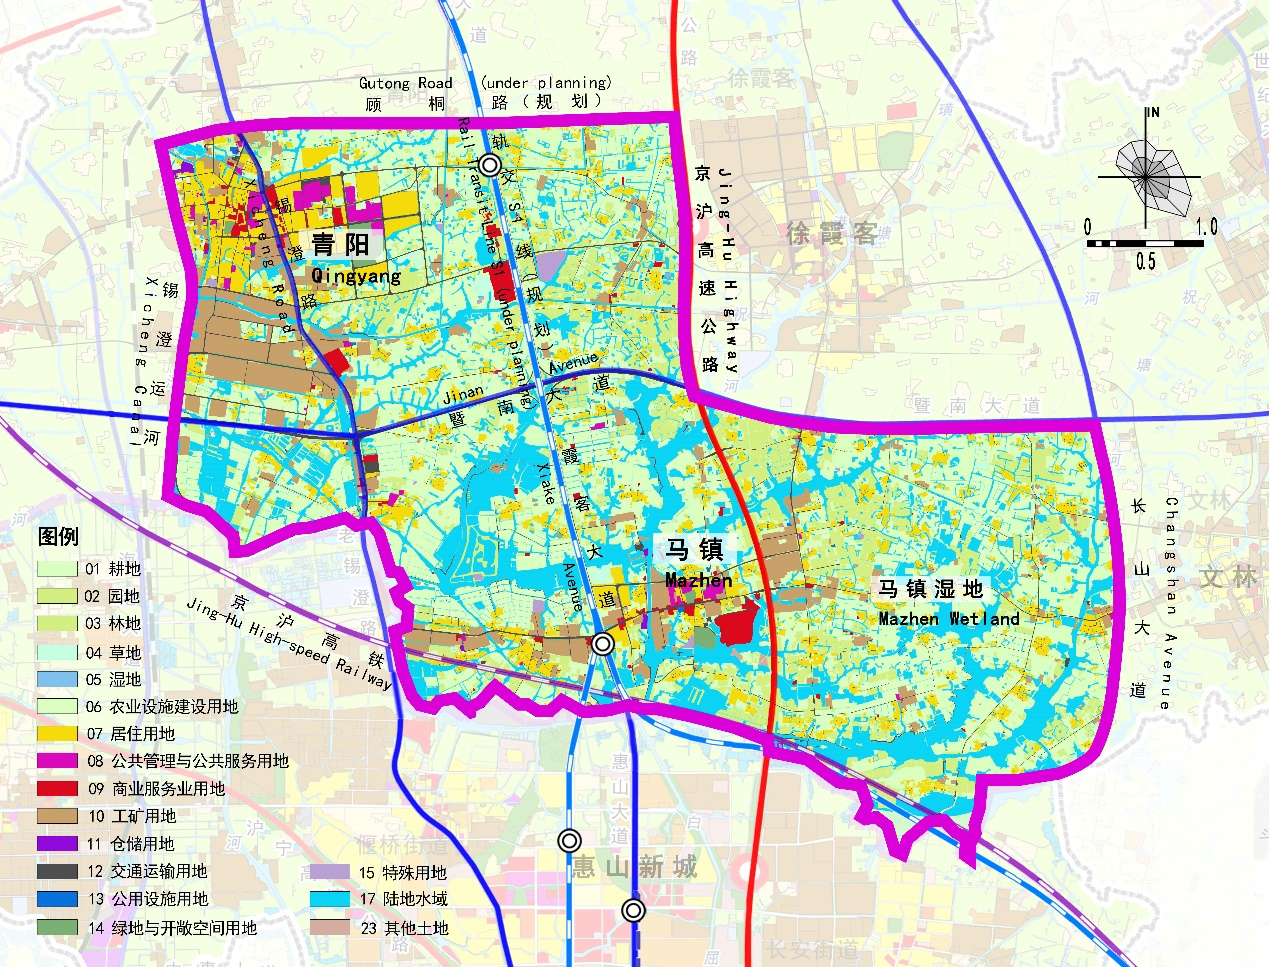 Gutong Road (under planning)
顾 桐 路（规 划）
徐霞客
IN
0 1.0
0.5
京沪高速公路
Jing-Hu Highway
徐霞客
轨交S1线（规划）
Rail Transit Line S1 (under planning)
锡澄路
Xicheng Road
青阳
Qingyang
锡澄运河
Xicheng Canal
Jinan Avenue
暨 南 大 道
暨南大道
霞客大道
Xiake Avenue
马镇
Mazhen
马镇湿地
Mazhen Wetland
长山大道
Changshan Avenue
文林
文林
京沪高铁
Jing-Hu High-speed Railway
老锡澄路
惠山大道
惠山新城
偃桥街道
长安街道
图例
01 耕地
02 园地
03 林地
04 草地
05 湿地
06 农业设施建设用地
07 居住用地
08 公共管理与公共服务用地
09 商业服务业用地
10 工矿用地
11 仓储用地
12 交通运输用地
13 公用设施用地
14 绿地与开敞空间用地
15 特殊用地
17 陆地水域
23 其他土地